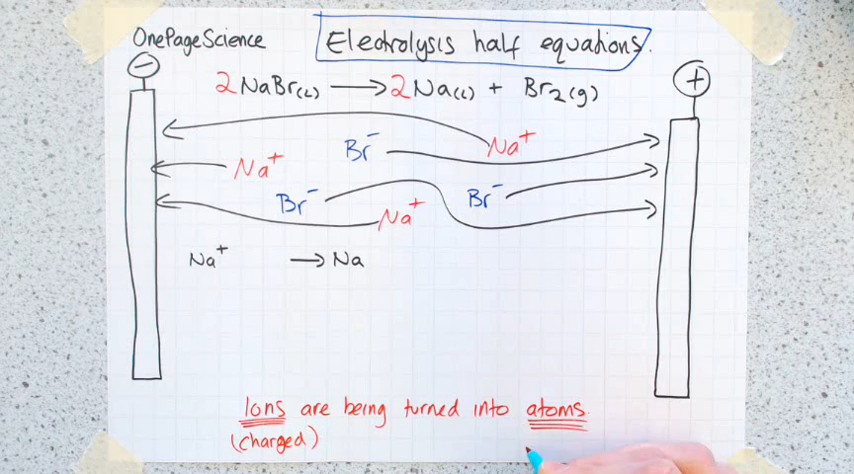 OnePageScience
Electrolysis half equations.
−
+
2NaBr(L) ⟶ 2Na(L) + Br2(g)
Br⁻ Na⁺
Na⁺
Br⁻ Br⁻
Na⁺
Na⁺ → Na
Ions are being turned into atoms.
(charged)